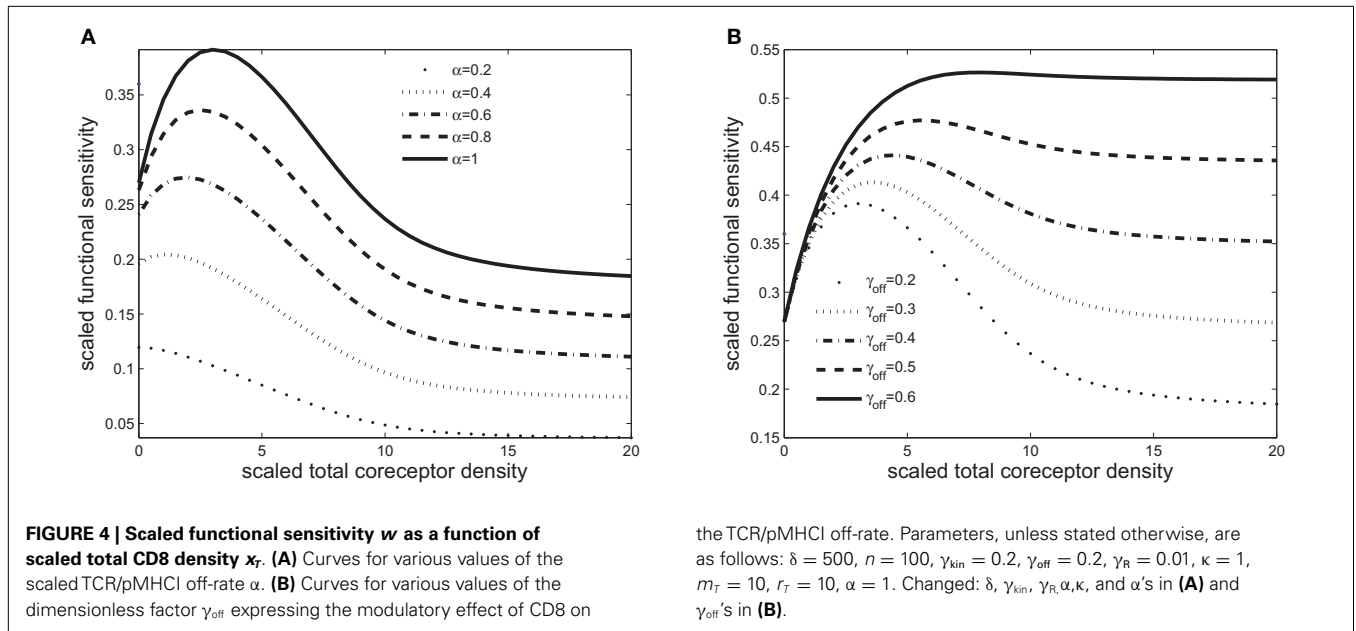 A
0.35
0.3
0.25
0.2
0.15
0.1
0.05
0
5
10
15
20
scaled functional sensitivity
scaled total coreceptor density
α=0.2
α=0.4
α=0.6
α=0.8
α=1
B
0.55
0.5
0.45
0.4
0.35
0.3
0.25
0.2
0.15
0
5
10
15
20
scaled functional sensitivity
scaled total coreceptor density
γoff=0.2
γoff=0.3
γoff=0.4
γoff=0.5
γoff=0.6
FIGURE 4 | Scaled functional sensitivity w as a function of
scaled total CD8 density xT. (A) Curves for various values of the
scaled TCR/pMHCI off-rate α. (B) Curves for various values of the
dimensionless factor γoff expressing the modulatory effect of CD8 on
the TCR/pMHCI off-rate. Parameters, unless stated otherwise, are
as follows: δ = 500, n = 100, γkin = 0.2, γoff = 0.2, γR = 0.01, κ = 1,
mT = 10, rT = 10, α = 1. Changed: δ, γkin, γR,α,κ, and α's in (A) and
γoff's in (B).